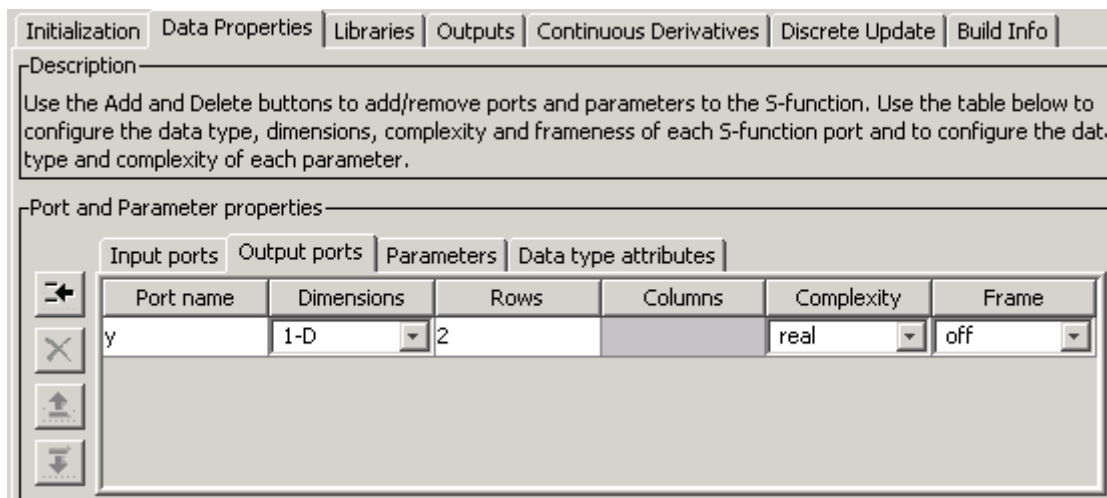 Initialization Data Properties Libraries Outputs Continuous Derivatives Discrete Update Build Info
Description
Use the Add and Delete buttons to add/remove ports and parameters to the S-function. Use the table below to
configure the data type, dimensions, complexity and frameness of each S-function port and to configure the dat
type and complexity of each parameter.
Port and Parameter properties
Input ports Output ports Parameters Data type attributes
Port name Dimensions Rows Columns Complexity Frame
y 1-D 2 real off